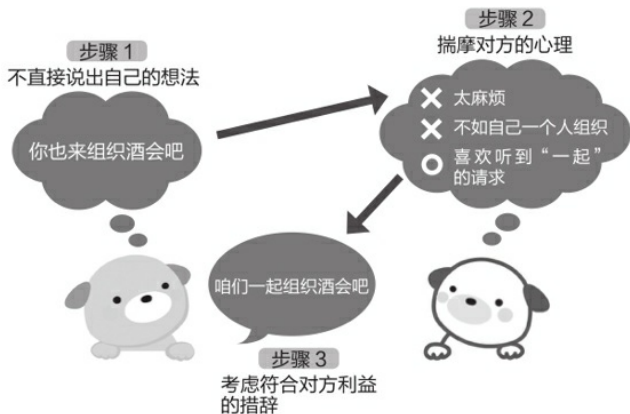 步骤 1
不直接说出自己的想法
你也来组织酒会吧
步骤 2
揣摩对方的心理
太麻烦
不如自己一个人组织
喜欢听到“一起”
的请求
咱们一起组织酒会吧
步骤 3
考虑符合对方利益
的措辞